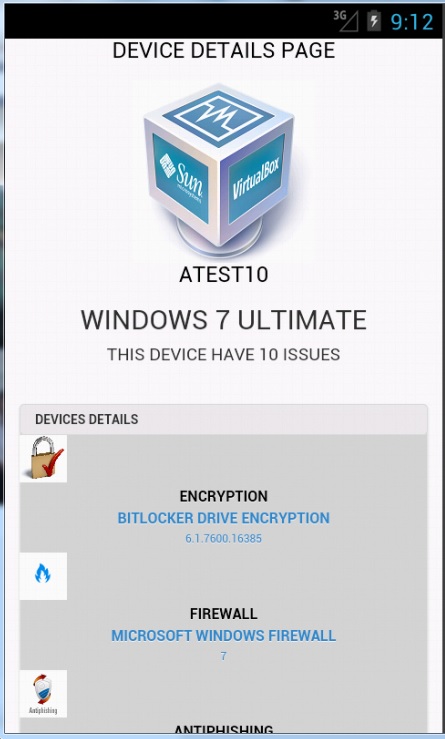 3G
9:12
DEVICE DETAILS PAGE
Sun
microsystems
VirtualBox
ATEST10
WINDOWS 7 ULTIMATE
THIS DEVICE HAVE 10 ISSUES
DEVICES DETAILS
ENCRYPTION
BITLOCKER DRIVE ENCRYPTION
6.1.7600.16385
FIREWALL
MICROSOFT WINDOWS FIREWALL
7
Antiphishing
ANTIPHISHING